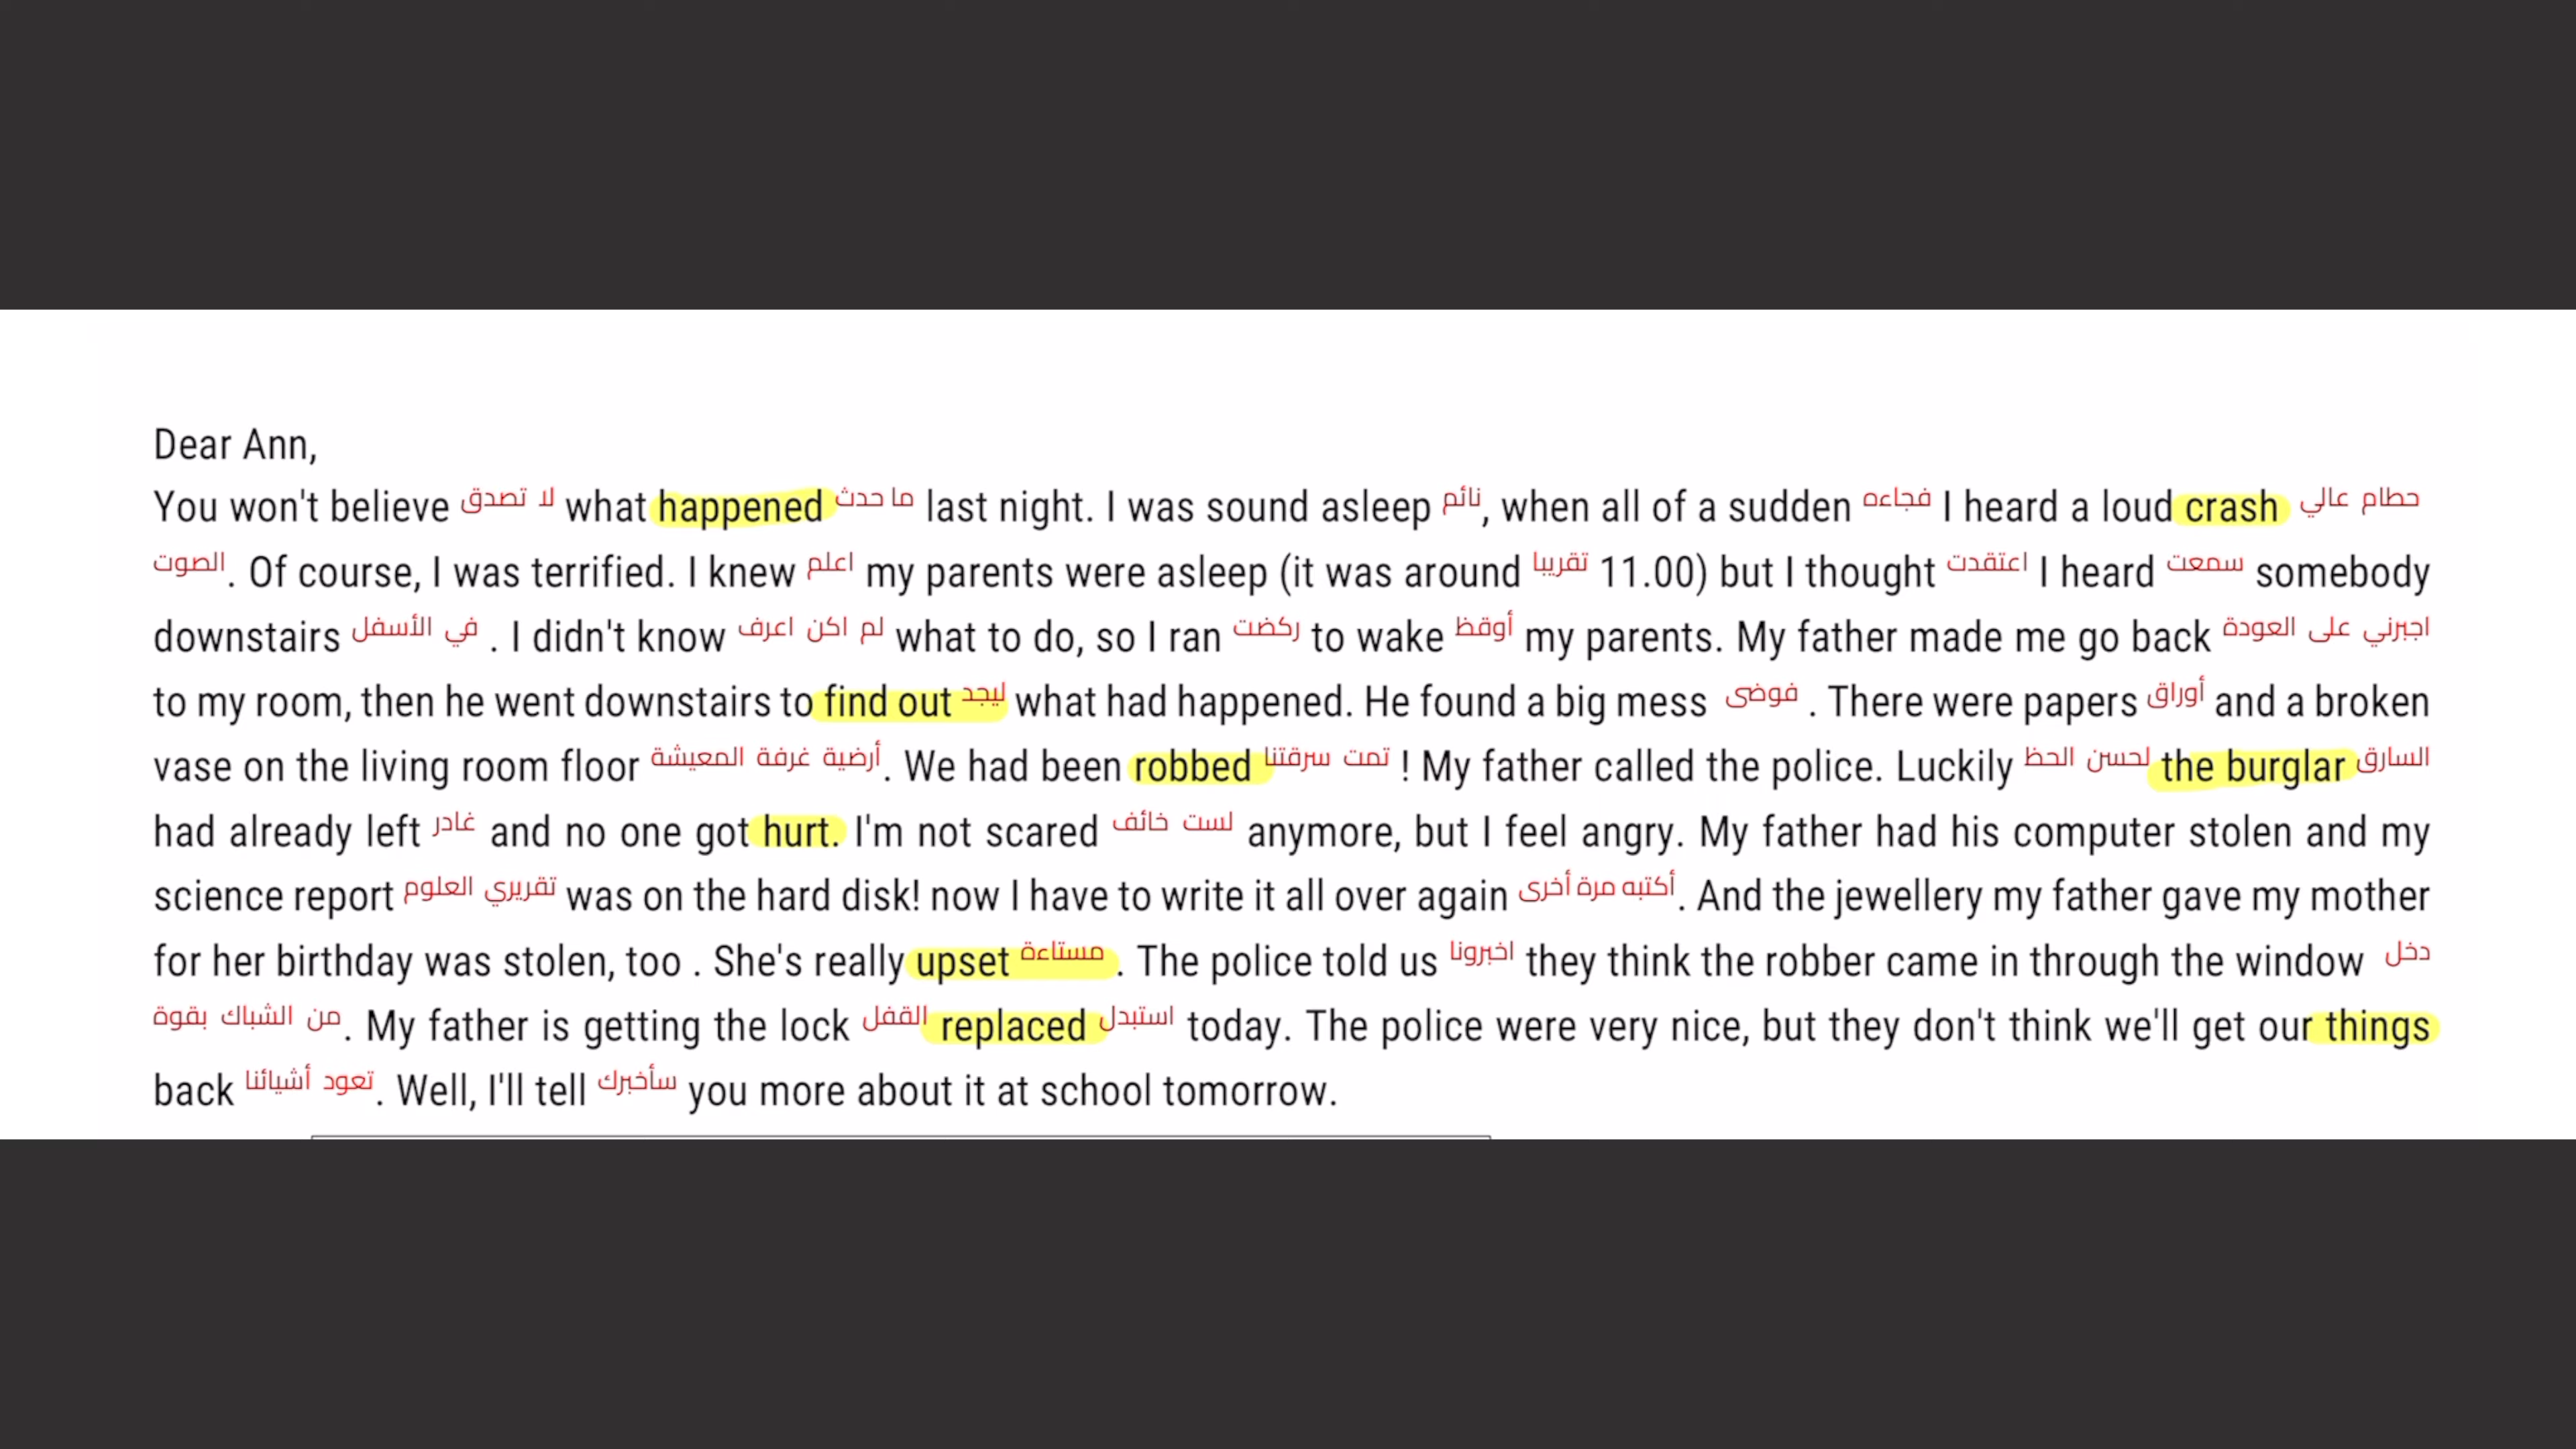 Dear Ann,
You won't believe لا تصدق what happened ما حدث last night. I was sound asleep نائم, when all of a sudden فجاءه I heard a loud crash حطام عالي
الصوت. Of course, I was terrified. I knew اعلم my parents were asleep (it was around تقريبا 11.00) but I thought اعتقدت I heard سمعت somebody
downstairs في الأسفل . I didn't know لم اكن اعرف what to do, so I ran ركضت to wake أوقظ my parents. My father made me go back اجبرني على العودة
to my room, then he went downstairs to find out ليجد what had happened. He found a big mess فوضى . There were papers أوراق and a broken
vase on the living room floor أرضية غرفة المعيشة. We had been robbed تمت سرقتنا ! My father called the police. Luckily لحسن الحظ the burglar السارق
had already left غادر and no one got hurt. I'm not scared لست خائف anymore, but I feel angry. My father had his computer stolen and my
science report تقريري العلوم was on the hard disk! now I have to write it all over again أكتبه مرة أخرى. And the jewellery my father gave my mother
for her birthday was stolen, too . She's really upset مستاءة . The police told us اخبرونا they think the robber came in through the window دخل
من الشباك بقوة. My father is getting the lock القفل replaced استبدل today. The police were very nice, but they don't think we'll get our things
back تعود أشيائنا. Well, I'll tell سأخبرك you more about it at school tomorrow.